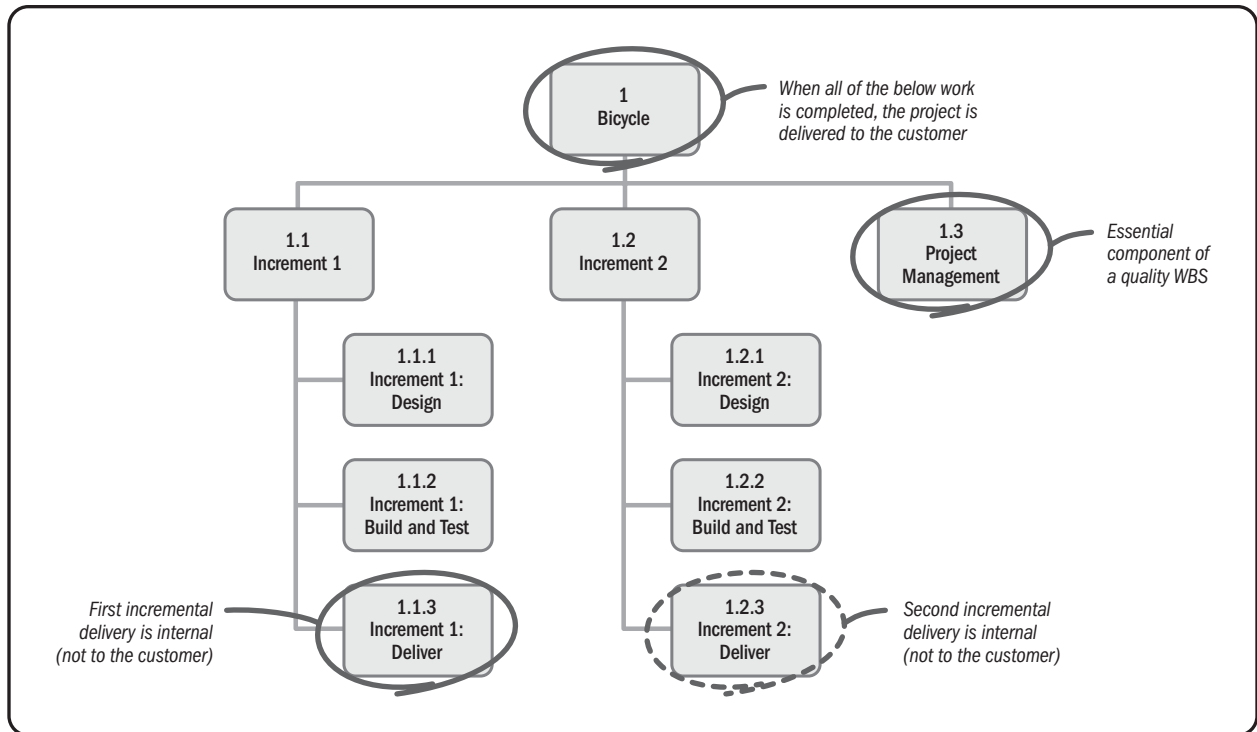 1
Bicycle
When all of the below work
is completed, the project is
delivered to the customer
1.1
Increment 1
1.2
Increment 2
1.3
Project
Management
Essential
component of
a quality WBS
1.1.1
Increment 1:
Design
1.2.1
Increment 2:
Design
1.1.2
Increment 1:
Build and Test
1.2.2
Increment 2:
Build and Test
First incremental
delivery is internal
(not to the customer)
1.1.3
Increment 1:
Deliver
1.2.3
Increment 2:
Deliver
Second incremental
delivery is internal
(not to the customer)